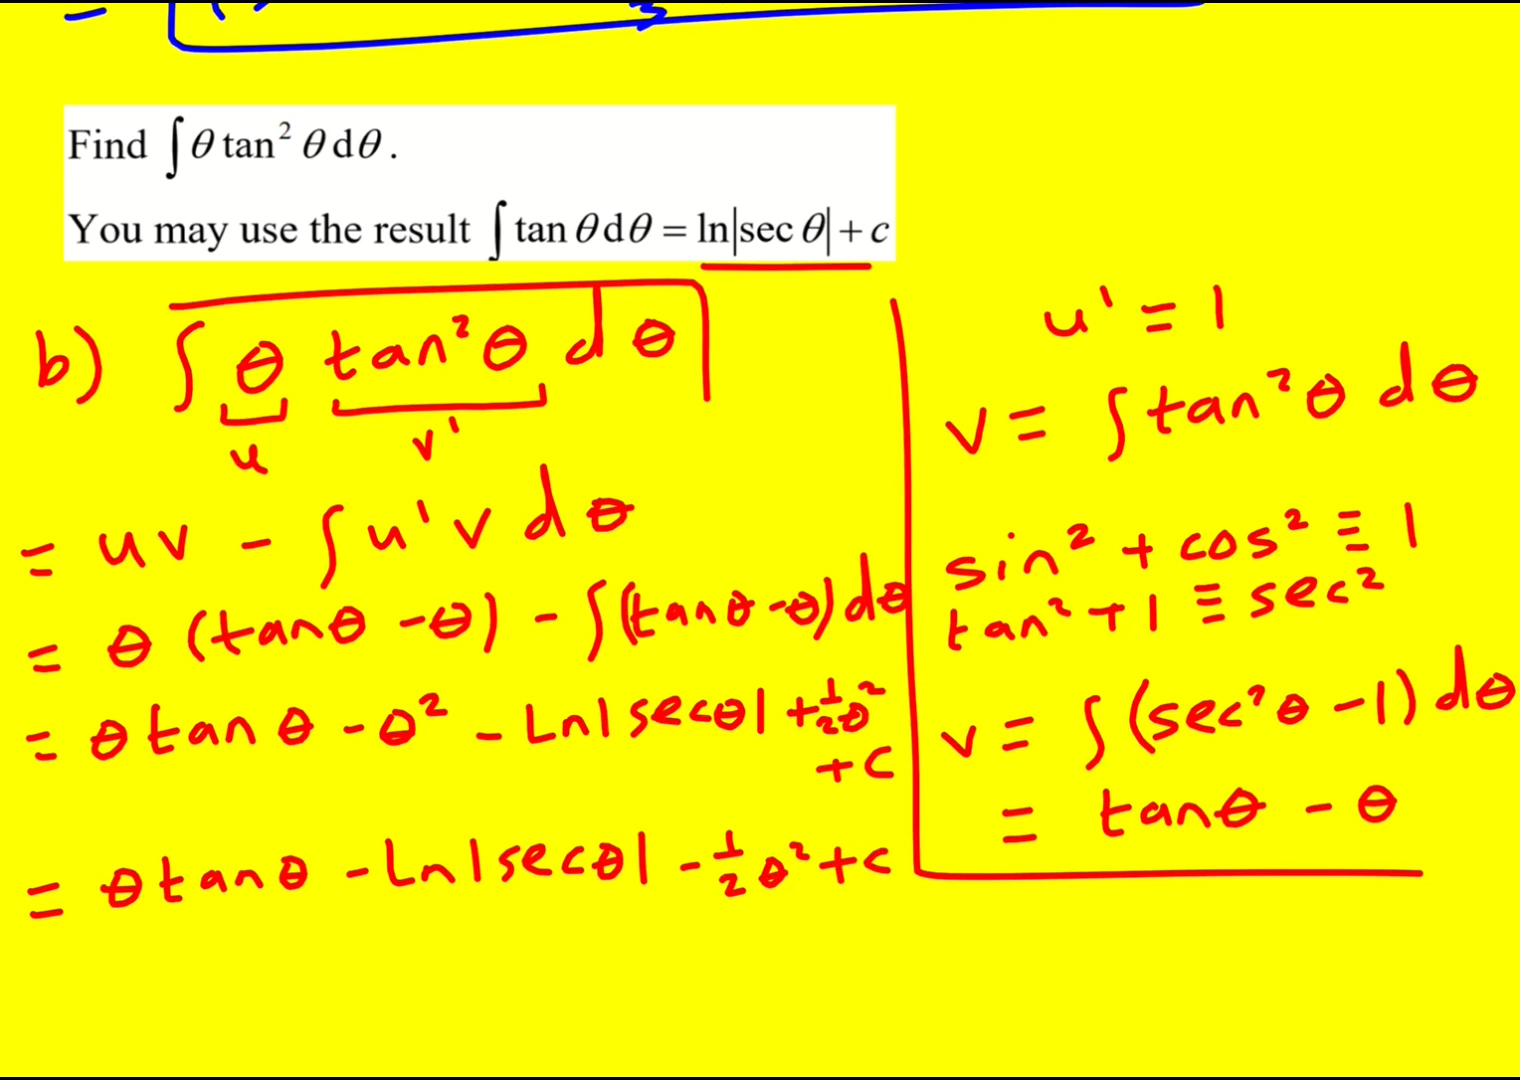 Find ∫θ tan² θ dθ.
You may use the result ∫ tan θ dθ = ln|sec θ| + c
b) ∫ θ tan²θ dθ
u v'
= uv - ∫u'v dθ
= θ (tanθ - θ) - ∫(tanθ - θ) dθ
= θ tan θ - θ² - Ln|secθ| + ½θ²
+ C
= θtanθ - Ln|secθ| - ½θ² + c
u' = 1
v = ∫tan²θ dθ
sin² + cos² ≡ 1
tan² + 1 ≡ sec²
v = ∫(sec²θ - 1) dθ
= tanθ - θ